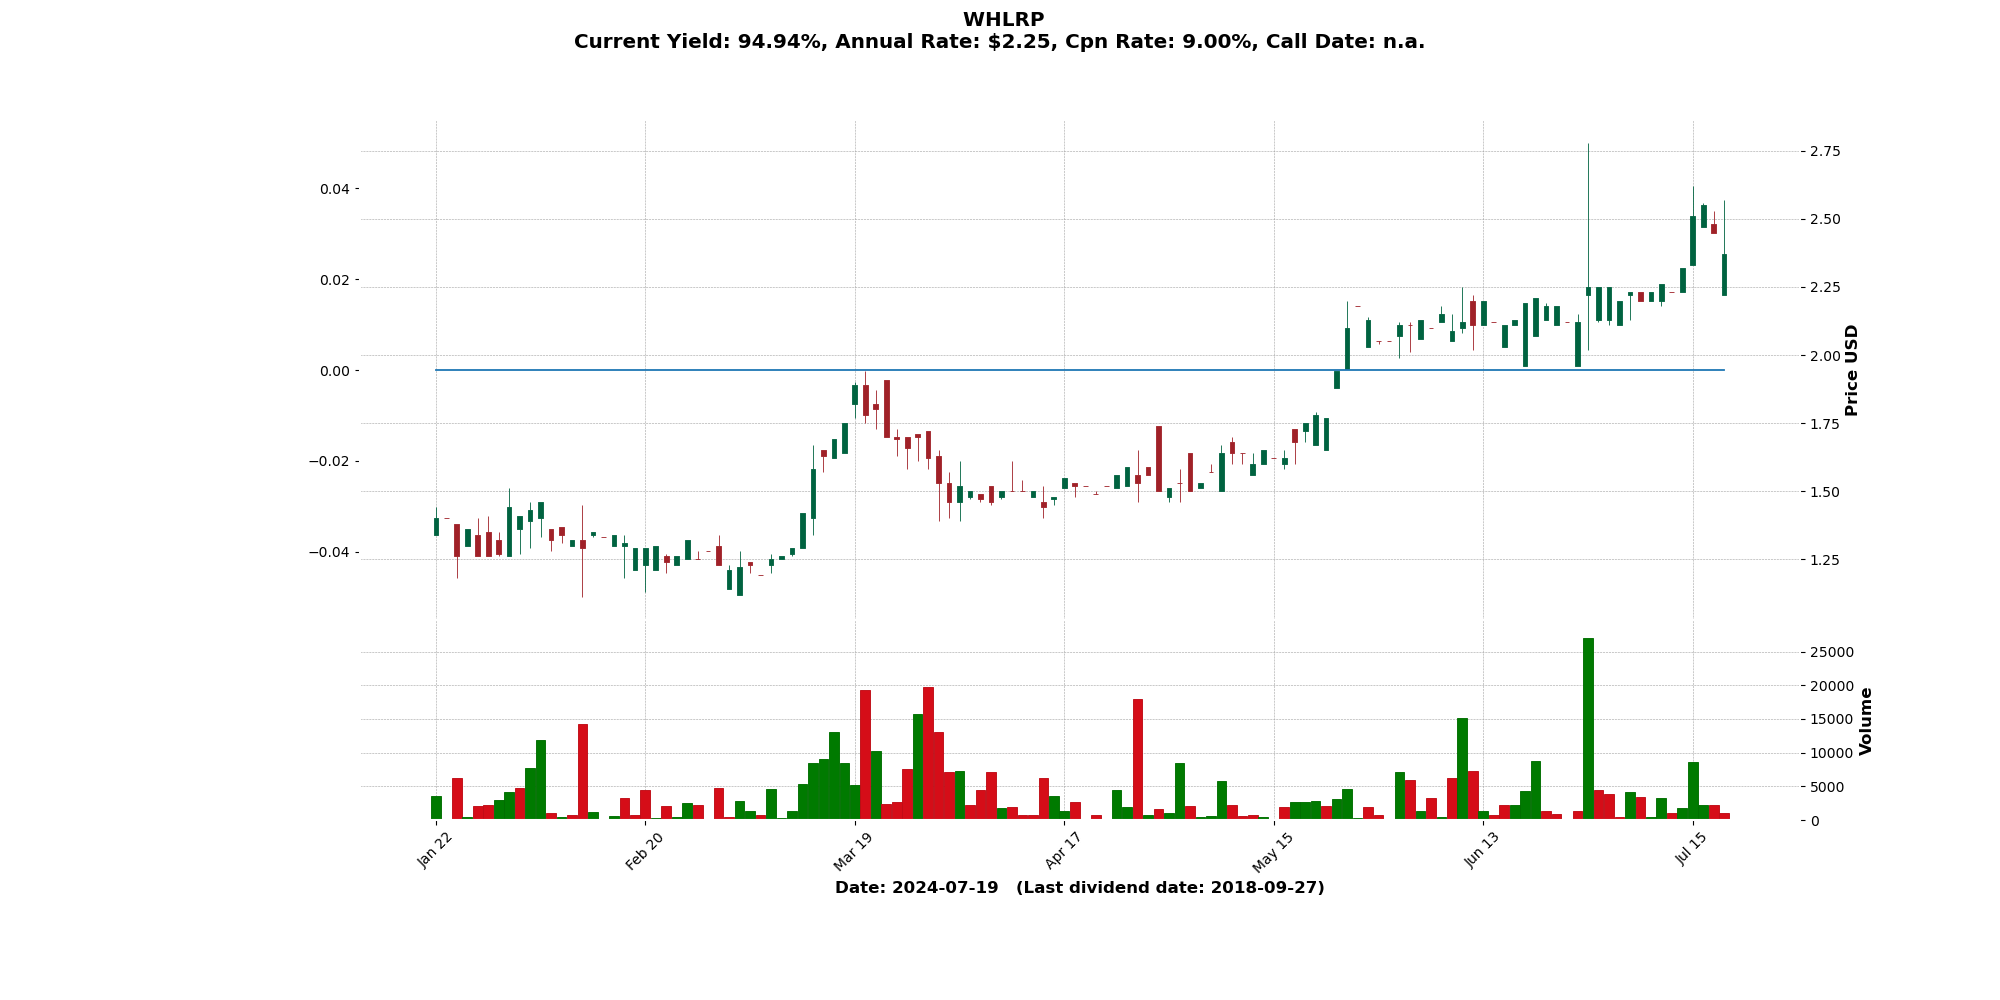 WHLRP
Current Yield: 94.94%, Annual Rate: $2.25, Cpn Rate: 9.00%, Call Date: n.a.
0.04
0.02
0.00
−0.02
−0.04
2.75
2.50
2.25
2.00
1.75
1.50
1.25
Price USD
25000
20000
15000
10000
5000
0
Volume
Jan 22
Feb 20
Mar 19
Apr 17
May 15
Jun 13
Jul 15
Date: 2024-07-19   (Last dividend date: 2018-09-27)